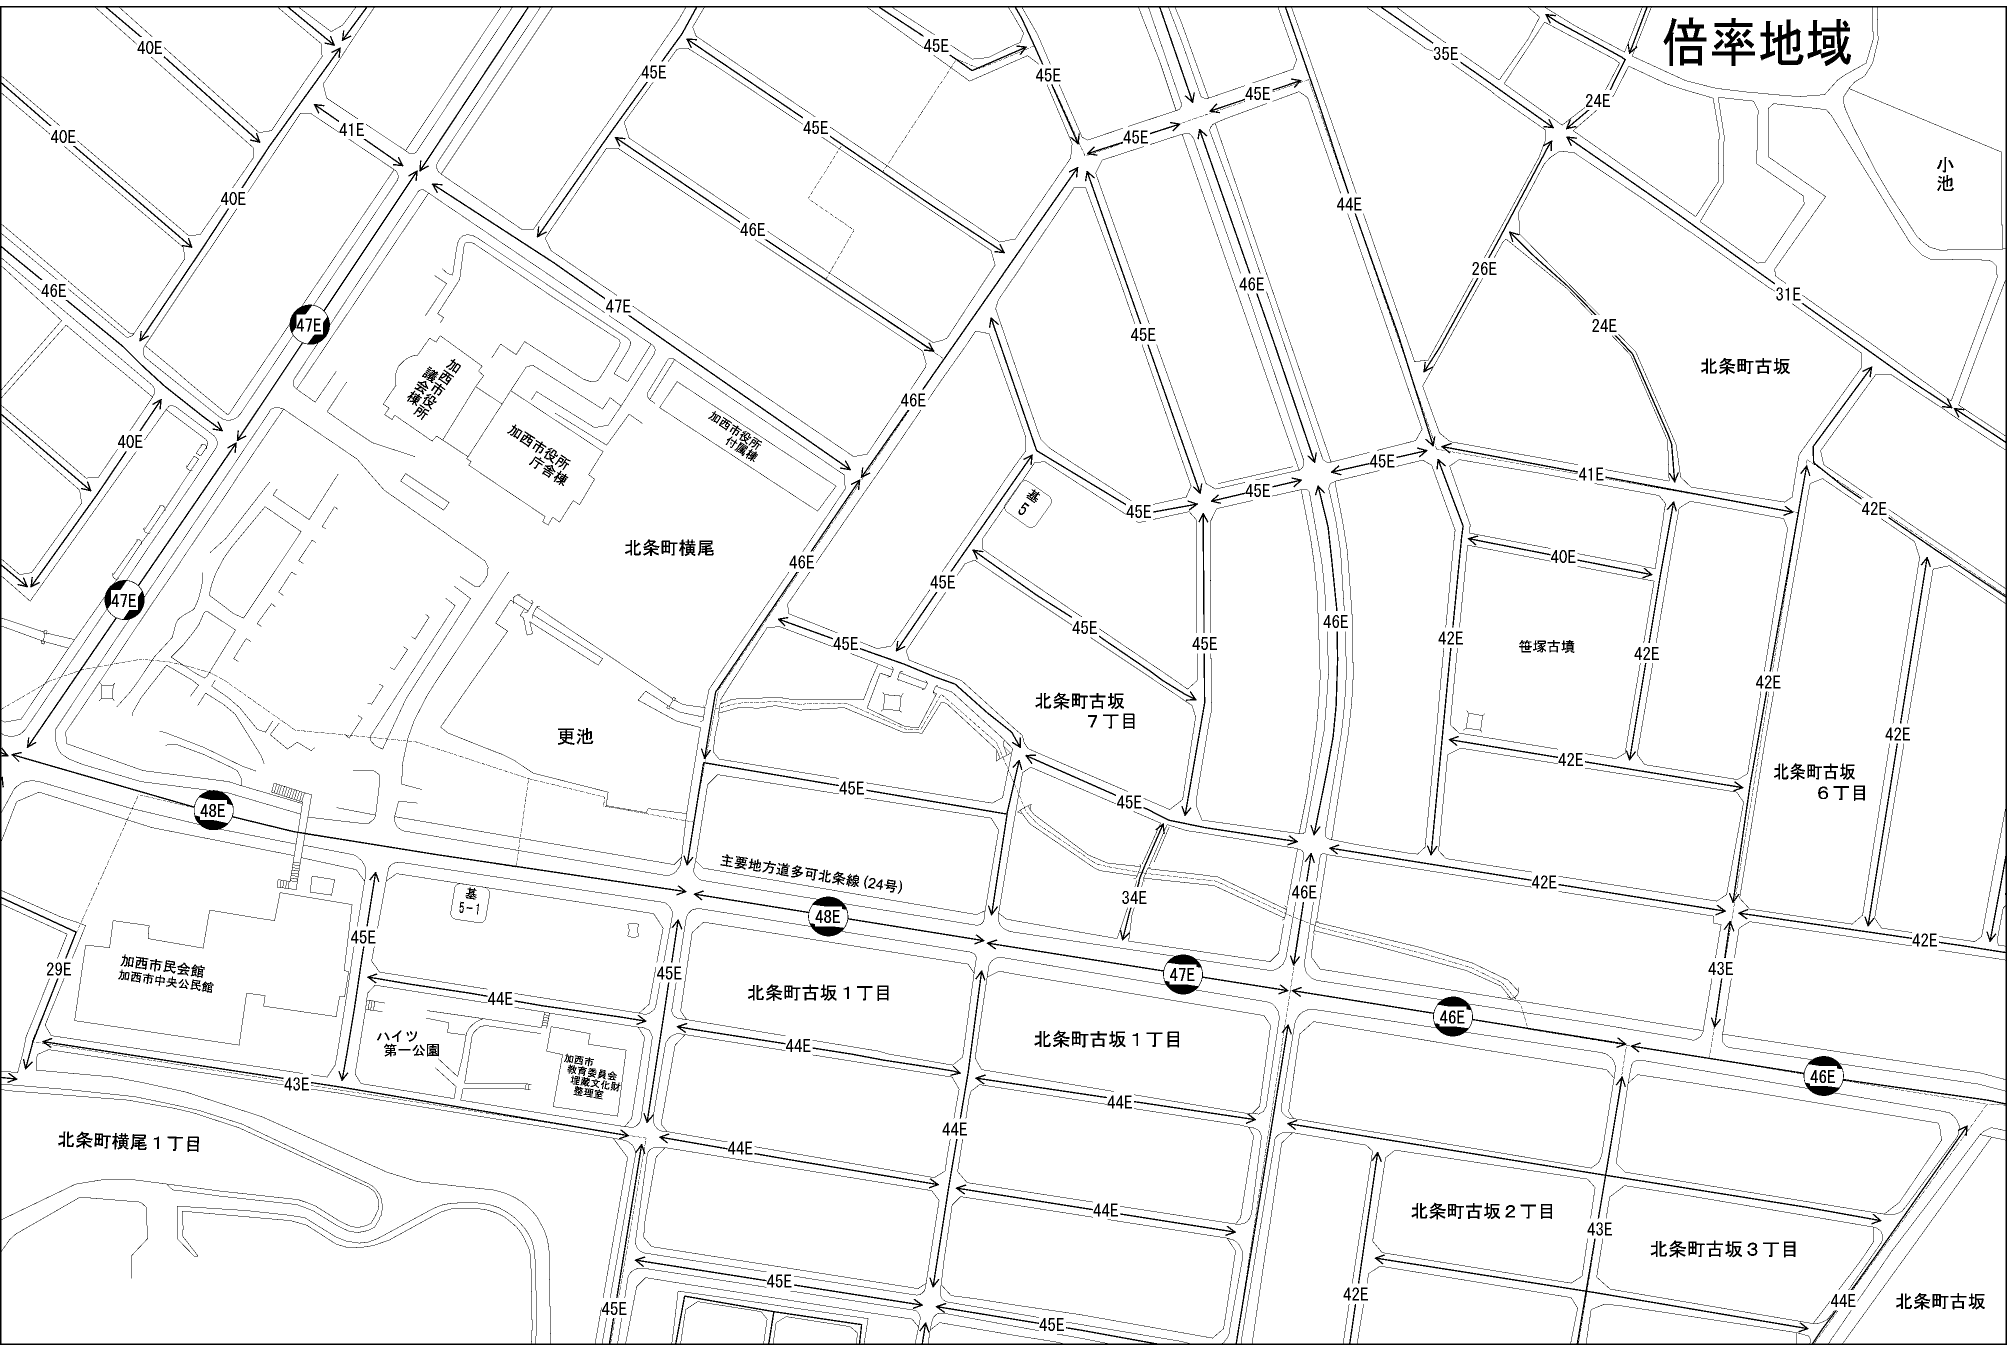 倍率地域
40E
45E
45E
35E
45E
40E
41E
45E
45E
45E
24E
小池
40E
44E
46E
26E
46E
46E
47E
47E
31E
24E
45E
加西市役所
議会棟
北条町古坂
46E
加西市役所
付属棟
40E
加西市役所
庁舎棟
45E
41E
45E
基
5
45E
42E
北条町横尾
40E
46E
45E
47E
46E
45E
45E
45E
42E
笹塚古墳
42E
42E
北条町古坂
7丁目
更池
42E
42E
北条町古坂
6丁目
45E
45E
48E
主要地方道多可北条線(24号)
42E
46E
34E
基
5-1
48E
45E
42E
加西市民会館
加西市中央公民館
29E
45E
47E
43E
北条町古坂1丁目
44E
46E
ハイツ
第一公園
北条町古坂1丁目
44E
加西市
教育委員会
埋蔵文化財
整理室
43E
46E
44E
北条町横尾1丁目
44E
44E
44E
北条町古坂2丁目
43E
北条町古坂3丁目
45E
42E
44E
北条町古坂
45E
45E